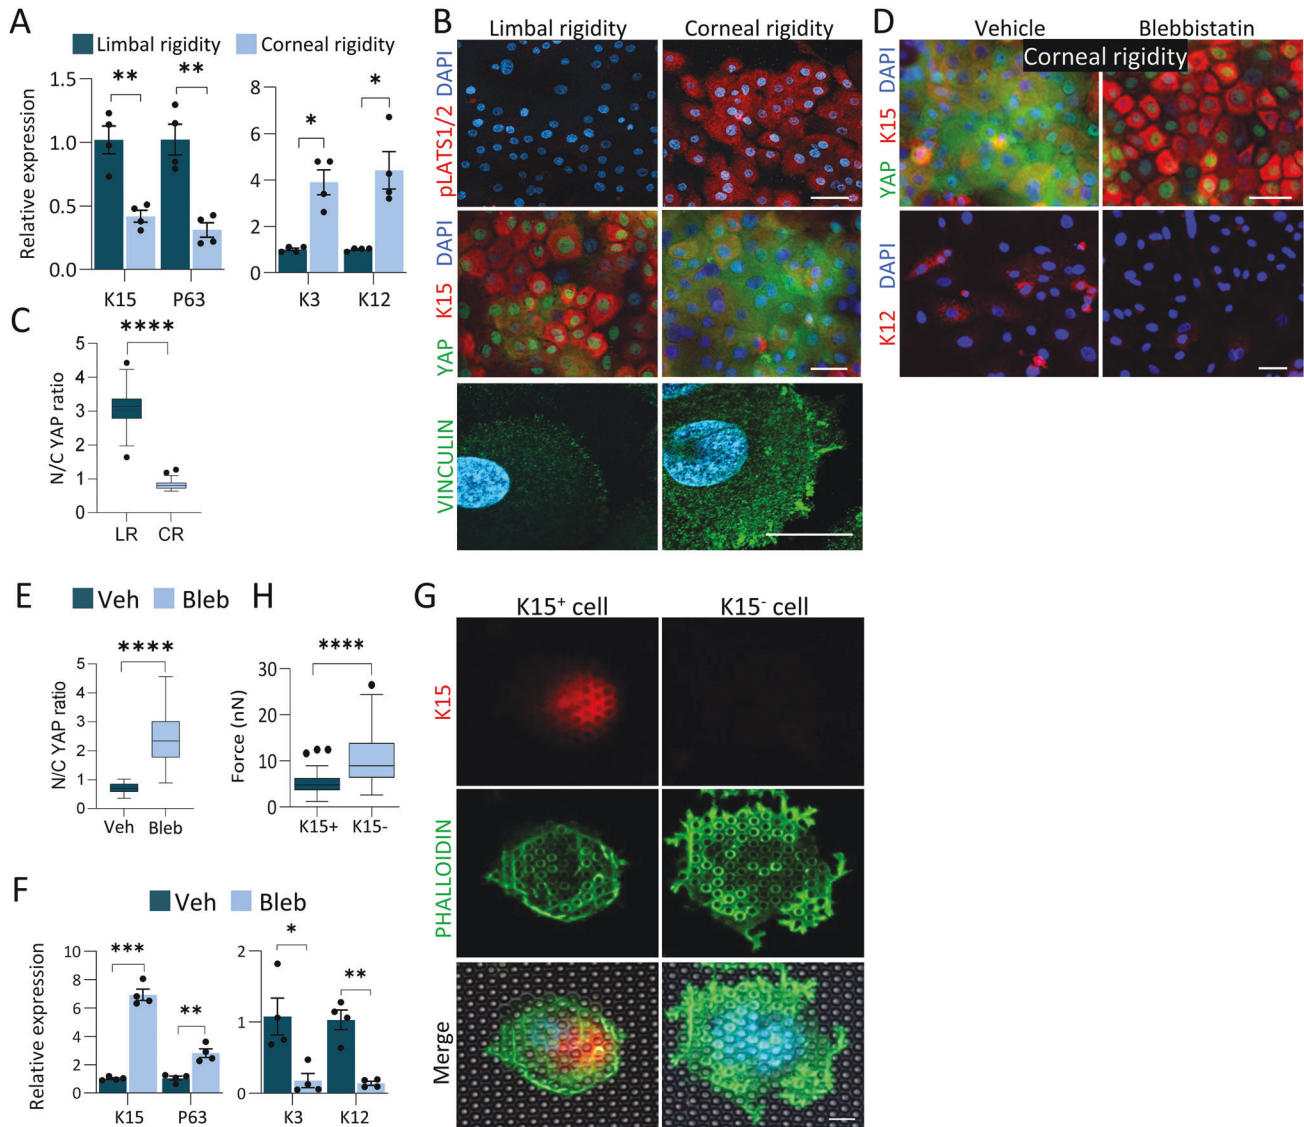 A
Limbal rigidity Corneal rigidity
Relative expression
1.5
1.0
0.5
0.0
** **
K15 P63
8
6
4
2
0
* *
K3 K12
B
Limbal rigidity Corneal rigidity
pLATS1/2 DAPI
YAP K15 DAPI
VINCULIN
C
****
N/C YAP ratio
5
4
3
2
1
0
LR CR
D
Vehicle Blebbistatin
Corneal rigidity
YAP K15 DAPI
K12 DAPI
E
Veh Bleb
****
N/C YAP ratio
5
4
3
2
1
0
Veh Bleb
H
****
Force (nN)
30
20
10
0
K15+ K15-
F
Veh Bleb
Relative expression
10
8
6
4
2
0
*** **
K15 P63
2
1
0
* **
K3 K12
G
K15⁺ cell K15⁻ cell
K15
PHALLOIDIN
Merge